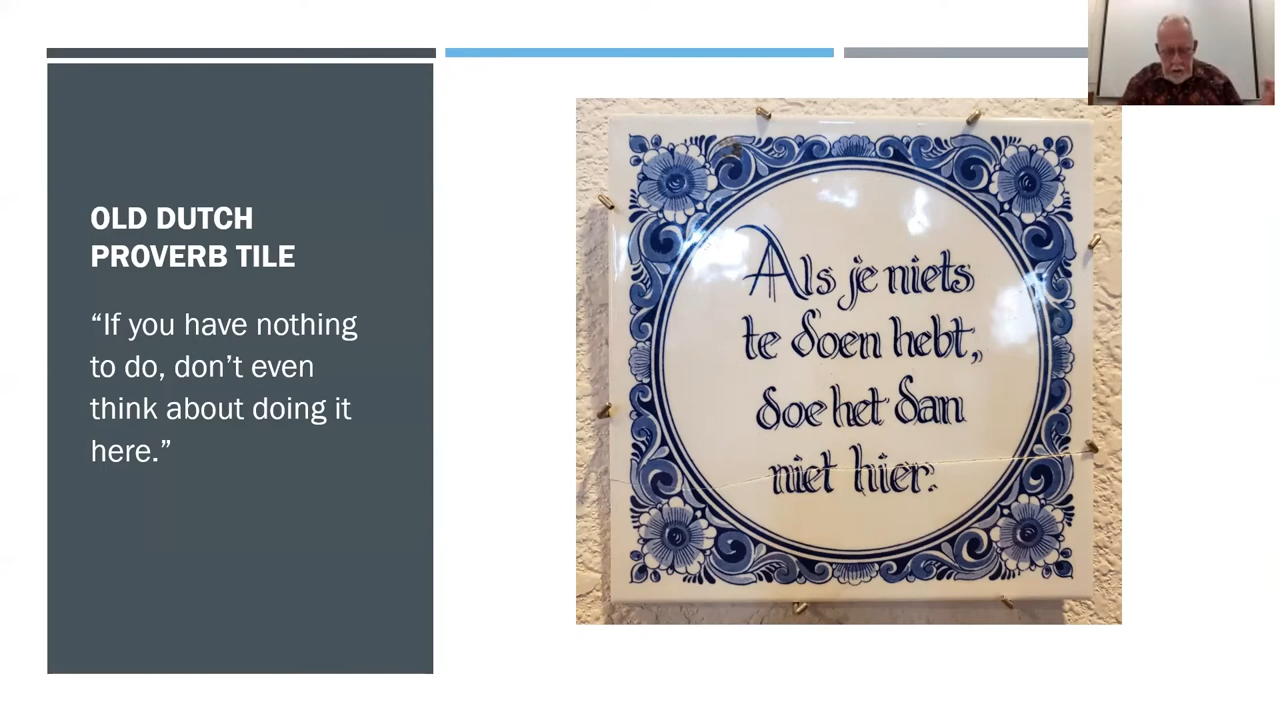 OLD DUTCH
PROVERB TILE
“If you have nothing
to do, don’t even
think about doing it
here.”
Als je niets
te doen hebt,
doe het dan
niet hier.